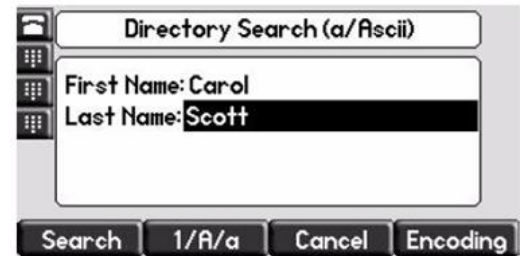 Directory Search (a/Ascii)
First Name: Carol
Last Name: Scott
Search 1/A/a Cancel Encoding